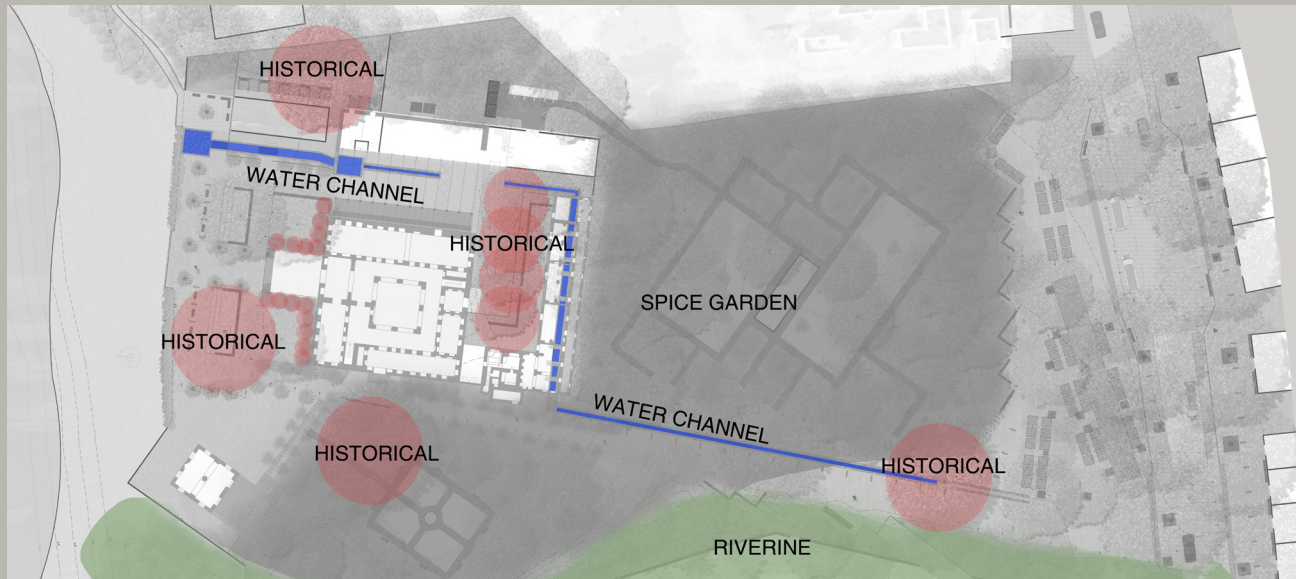 HISTORICAL
WATER CHANNEL
HISTORICAL
SPICE GARDEN
HISTORICAL
WATER CHANNEL
HISTORICAL
HISTORICAL
RIVERINE